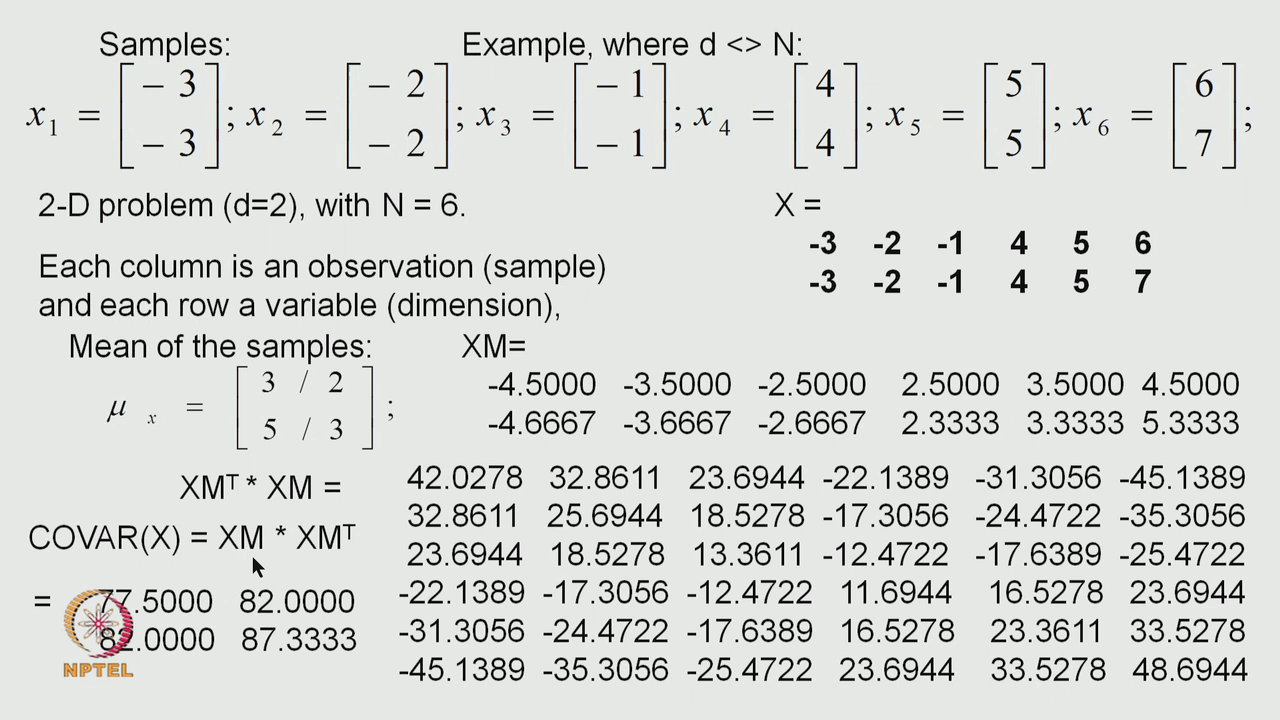 Samples: Example, where d <> N:
x1 = [ -3 -3 ] ; x2 = [ -2 -2 ] ; x3 = [ -1 -1 ] ; x4 = [ 4 4 ] ; x5 = [ 5 5 ] ; x6 = [ 6 7 ] ;
2-D problem (d=2), with N = 6.
X =
-3 -2 -1 4 5 6
-3 -2 -1 4 5 7
Each column is an observation (sample)
and each row a variable (dimension),
Mean of the samples:
μ x = [ 3 / 2 5 / 3 ] ;
XM=
-4.5000 -3.5000 -2.5000 2.5000 3.5000 4.5000
-4.6667 -3.6667 -2.6667 2.3333 3.3333 5.3333
XMᵀ * XM =
42.0278 32.8611 23.6944 -22.1389 -31.3056 -45.1389
32.8611 25.6944 18.5278 -17.3056 -24.4722 -35.3056
23.6944 18.5278 13.3611 -12.4722 -17.6389 -25.4722
-22.1389 -17.3056 -12.4722 11.6944 16.5278 23.6944
-31.3056 -24.4722 -17.6389 16.5278 23.3611 33.5278
-45.1389 -35.3056 -25.4722 23.6944 33.5278 48.6944
COVAR(X) = XM * XMᵀ
= 77.5000 82.0000
82.0000 87.3333
NPTEL